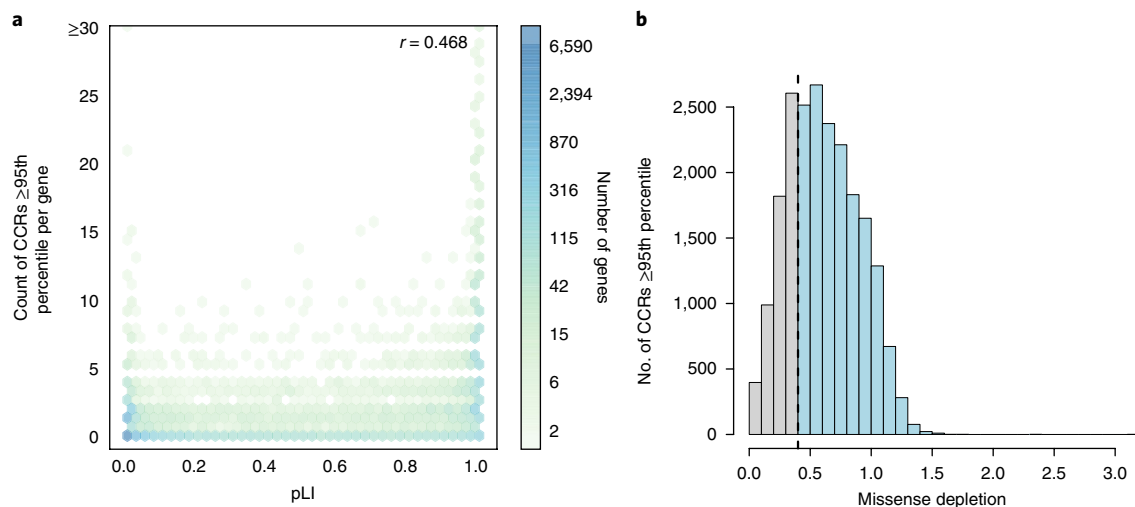 a
Count of CCRs ≥95th
percentile per gene
≥30
25
20
15
10
5
0
r = 0.468
0.0 0.2 0.4 0.6 0.8 1.0
pLI
6,590
2,394
870
316
115
42
15
6
2
Number of genes
b
No. of CCRs ≥95th percentile
2,500
2,000
1,500
1,000
500
0
0.0 0.5 1.0 1.5 2.0 2.5 3.0
Missense depletion